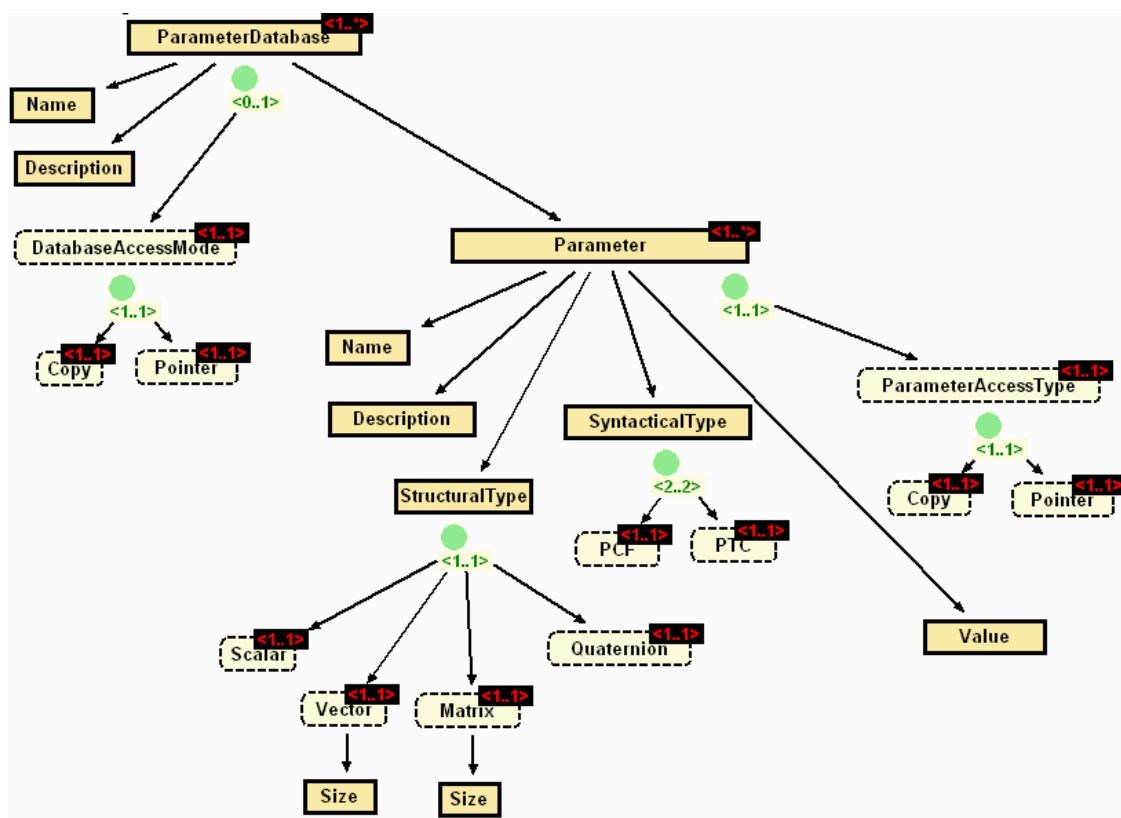 <1..*>
ParameterDatabase
<0..1>
Name
Description
<1..1>
DatabaseAccessMode
<1..*>
Parameter
<1..1>
<1..1>
Name
<1..1>
Copy
<1..1>
Pointer
<1..1>
ParameterAccessType
Description
SyntacticalType
<1..1>
StructuralType
<2..2>
<1..1>
Copy
<1..1>
Pointer
<1..1>
PCF
<1..1>
PTC
<1..1>
<1..1>
Scalar
<1..1>
Quaternion
Value
<1..1>
Vector
<1..1>
Matrix
Size
Size